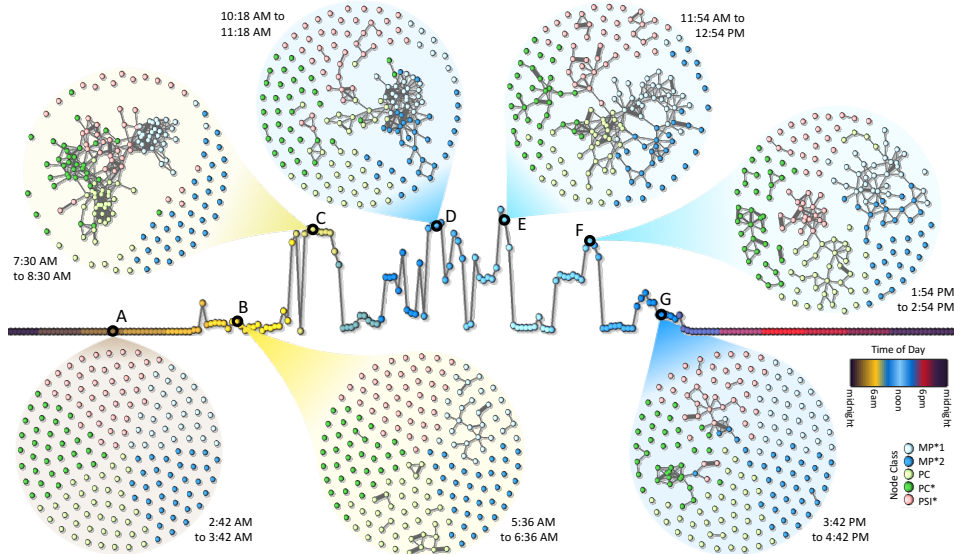 10:18 AM to
11:18 AM
11:54 AM to
12:54 PM
7:30 AM
to 8:30 AM
C
D
E
F
1:54 PM
to 2:54 PM
A
B
G
Time of Day
midnight
6am
noon
6pm
midnight
2:42 AM
to 3:42 AM
5:36 AM
to 6:36 AM
3:42 PM
to 4:42 PM
Node Class
MP*1
MP*2
PC
PC*
PSI*